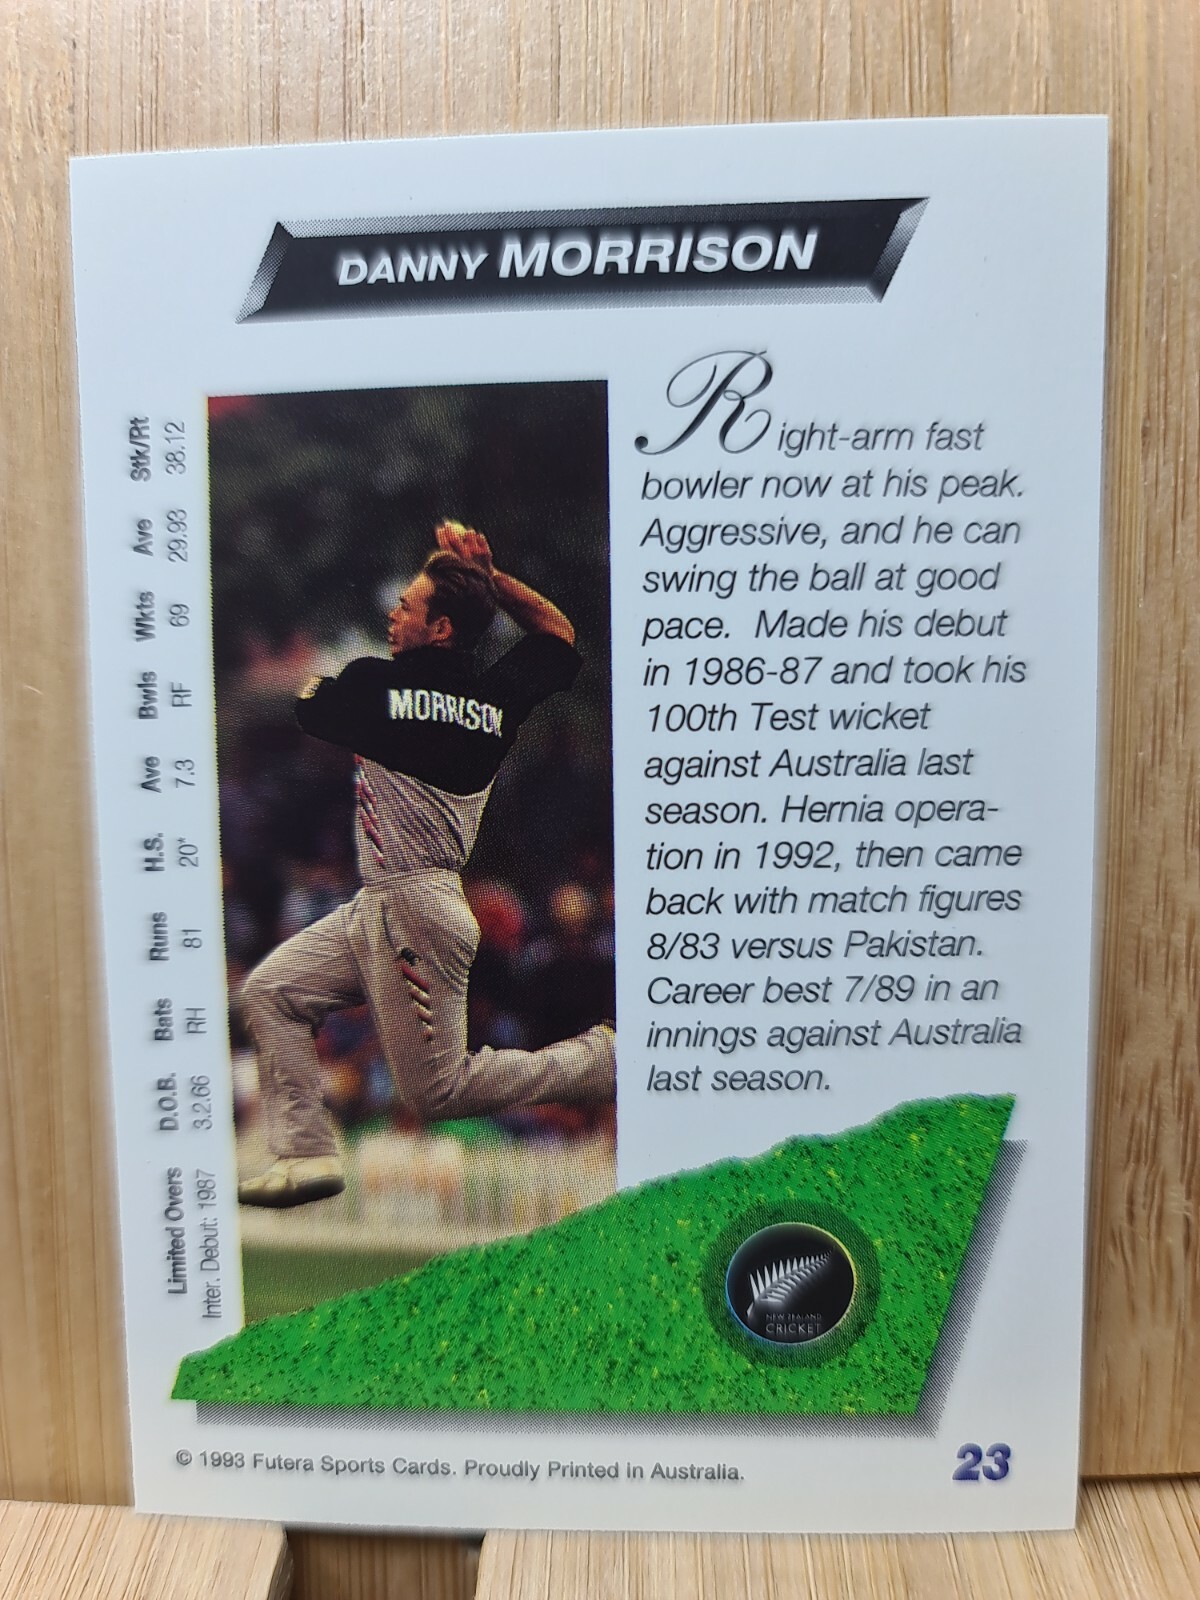 DANNY MORRISON
Right-arm fast
bowler now at his peak.
Aggressive, and he can
swing the ball at good
pace. Made his debut
in 1986-87 and took his
100th Test wicket
against Australia last
season. Hernia opera-
tion in 1992, then came
back with match figures
8/83 versus Pakistan.
Career best 7/89 in an
innings against Australia
last season.
Limited Overs D.O.B. Bats Runs H.S. Ave Bwls Wkts Ave Stk/Rt
Inter. Debut: 1987 3.2.66 RH 81 20* 7.3 RF 69 29.93 38.12
MORRISON
NEW ZEALAND
CRICKET
© 1993 Futera Sports Cards. Proudly Printed in Australia.
23